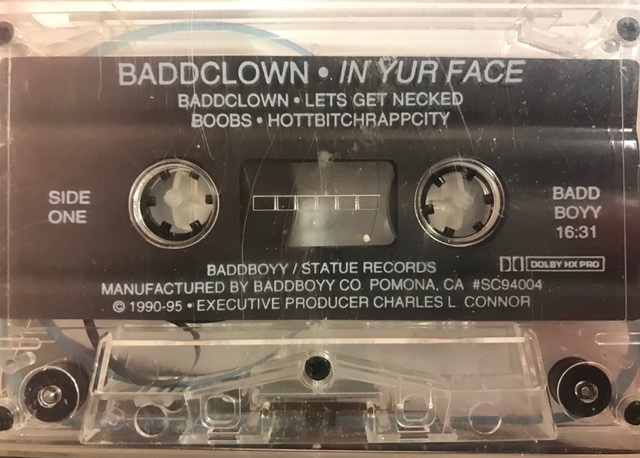 BADDCLOWN • IN YUR FACE
BADDCLOWN • LETS GET NECKED
BOOBS • HOTTBITCHRAPPCITY
SIDE
ONE
BADD
BOYY
16:31
BADDBOYY / STATUE RECORDS
DOLBY HX PRO
MANUFACTURED BY BADDBOYY CO POMONA, CA #SC94004
© 1990-95 • EXECUTIVE PRODUCER CHARLES L. CONNOR